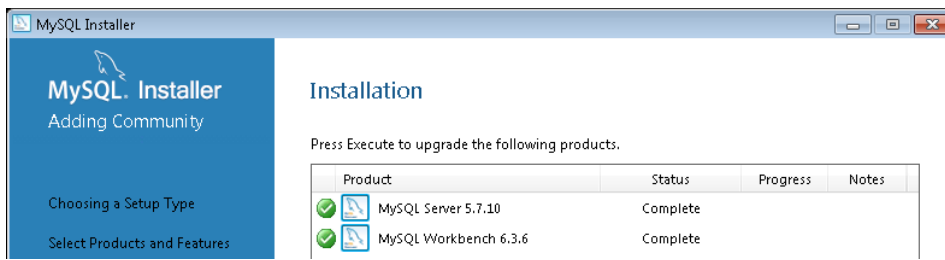 MySQL Installer
MySQL. Installer
Adding Community
Choosing a Setup Type
Select Products and Features
Installation
Press Execute to upgrade the following products.
Product Status Progress Notes
MySQL Server 5.7.10 Complete
MySQL Workbench 6.3.6 Complete